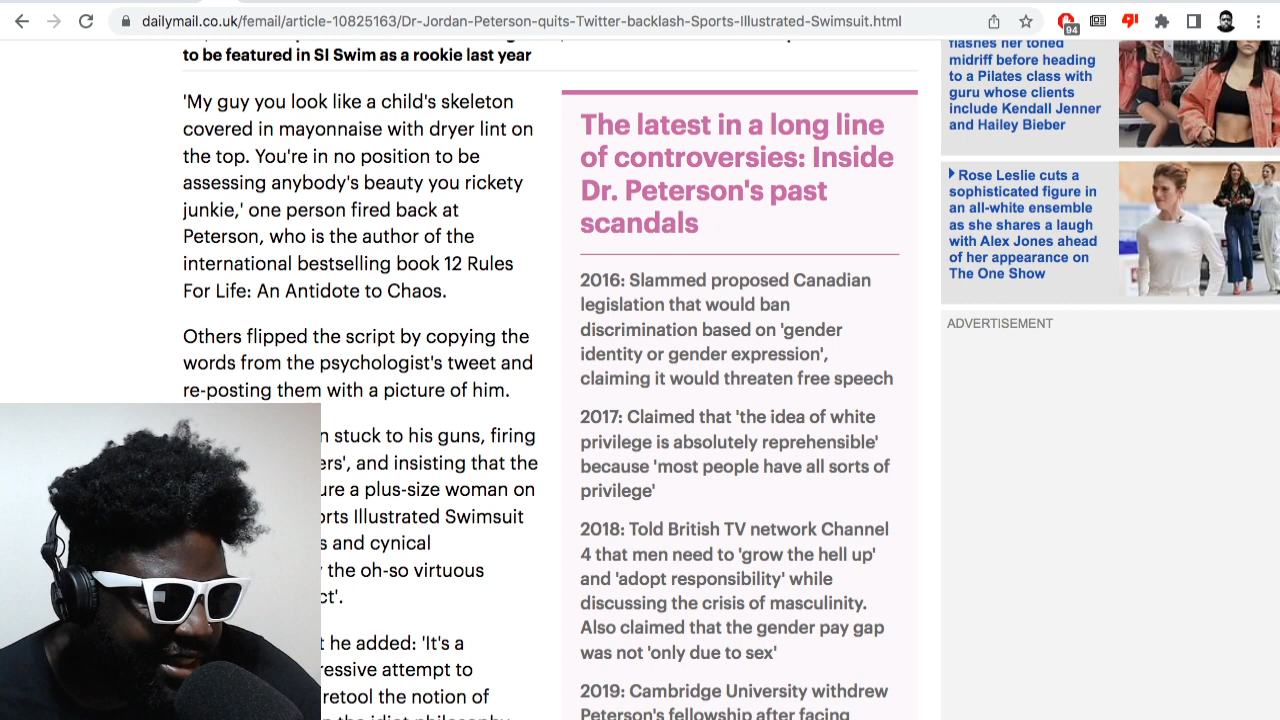 dailymail.co.uk/femail/article-10825163/Dr-Jordan-Peterson-quits-Twitter-backlash-Sports-Illustrated-Swimsuit.html
94
to be featured in SI Swim as a rookie last year
'My guy you look like a child's skeleton
covered in mayonnaise with dryer lint on
the top. You're in no position to be
assessing anybody's beauty you rickety
junkie,' one person fired back at
Peterson, who is the author of the
international bestselling book 12 Rules
For Life: An Antidote to Chaos.
Others flipped the script by copying the
words from the psychologist's tweet and
re-posting them with a picture of him.
n stuck to his guns, firing
ers', and insisting that the
ure a plus-size woman on
orts Illustrated Swimsuit
s and cynical
the oh-so virtuous
ct'.
t he added: 'It's a
ressive attempt to
retool the notion of
the idiot philosophy
The latest in a long line
of controversies: Inside
Dr. Peterson's past
scandals
2016: Slammed proposed Canadian
legislation that would ban
discrimination based on 'gender
identity or gender expression',
claiming it would threaten free speech
2017: Claimed that 'the idea of white
privilege is absolutely reprehensible'
because 'most people have all sorts of
privilege'
2018: Told British TV network Channel
4 that men need to 'grow the hell up'
and 'adopt responsibility' while
discussing the crisis of masculinity.
Also claimed that the gender pay gap
was not 'only due to sex'
2019: Cambridge University withdrew
Peterson's fellowship after facing
flashes her toned
midriff before heading
to a Pilates class with
guru whose clients
include Kendall Jenner
and Hailey Bieber
Rose Leslie cuts a
sophisticated figure in
an all-white ensemble
as she shares a laugh
with Alex Jones ahead
of her appearance on
The One Show
ADVERTISEMENT